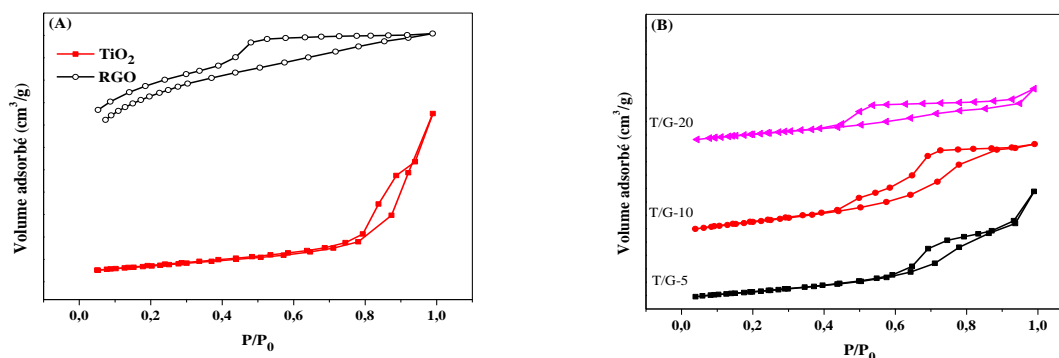 (A)
TiO₂
RGO
Volume adsorbé (cm³/g)
0,0 0,2 0,4 0,6 0,8 1,0
P/P₀
(B)
T/G-20
T/G-10
T/G-5
Volume adsorbé (cm³/g)
0,0 0,2 0,4 0,6 0,8 1,0
P/P₀